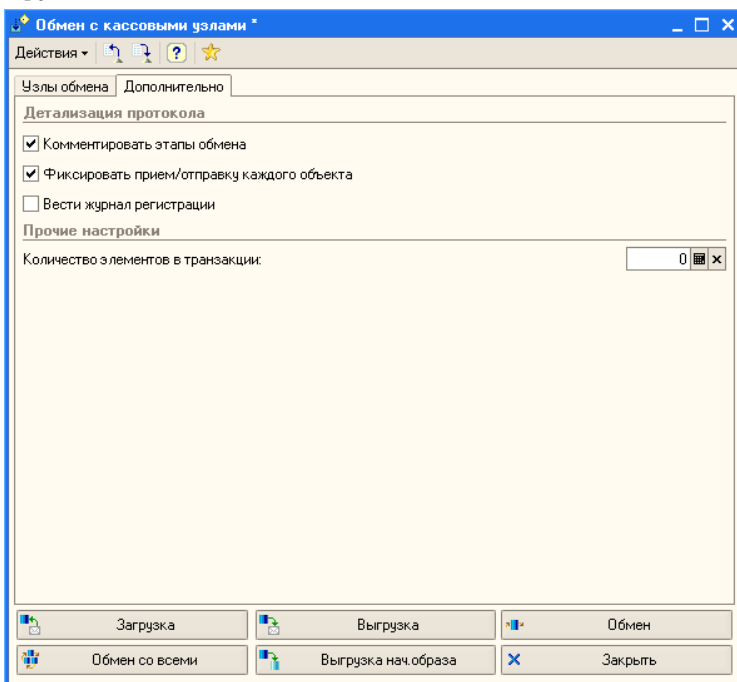 Обмен с кассовыми узлами *
Действия
Узлы обмена Дополнительно
Детализация протокола
Комментировать этапы обмена
Фиксировать прием/отправку каждого объекта
Вести журнал регистрации
Прочие настройки
Количество элементов в транзакции: 0
Загрузка Выгрузка Обмен
Обмен со всеми Выгрузка нач.образа Закрыть